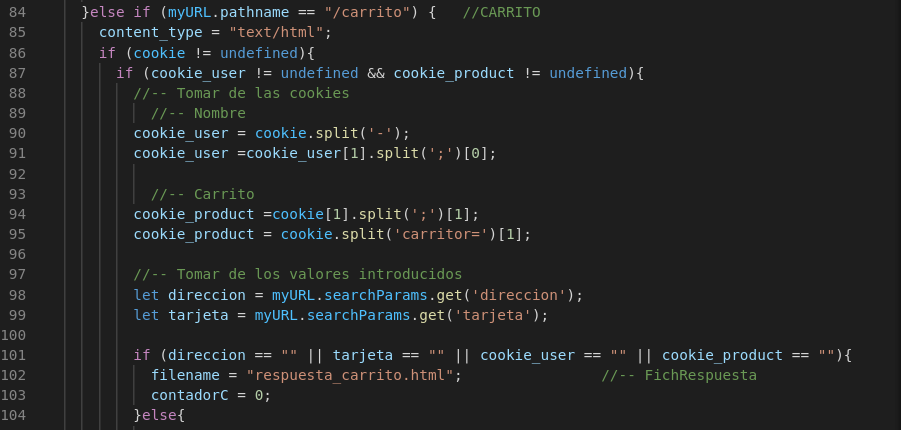 84 }else if (myURL.pathname == "/carrito") { //CARRITO
85 content_type = "text/html";
86 if (cookie != undefined){
87 if (cookie_user != undefined && cookie_product != undefined){
88 //-- Tomar de las cookies
89 //-- Nombre
90 cookie_user = cookie.split('-');
91 cookie_user =cookie_user[1].split(';')[0];
92
93 //-- Carrito
94 cookie_product =cookie[1].split(';')[1];
95 cookie_product = cookie.split('carritor=')[1];
96
97 //-- Tomar de los valores introducidos
98 let direccion = myURL.searchParams.get('direccion');
99 let tarjeta = myURL.searchParams.get('tarjeta');
100
101 if (direccion == "" || tarjeta == "" || cookie_user == "" || cookie_product == ""){
102 filename = "respuesta_carrito.html"; //-- FichRespuesta
103 contadorC = 0;
104 }else{